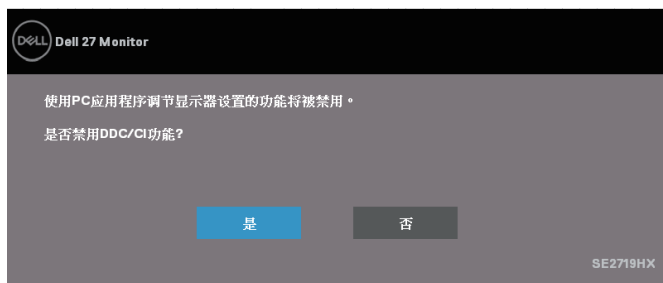 DELL Dell 27 Monitor
使用PC应用程序调节显示器设置的功能将被禁用。
是否禁用DDC/CI功能?
是 否
SE2719HX